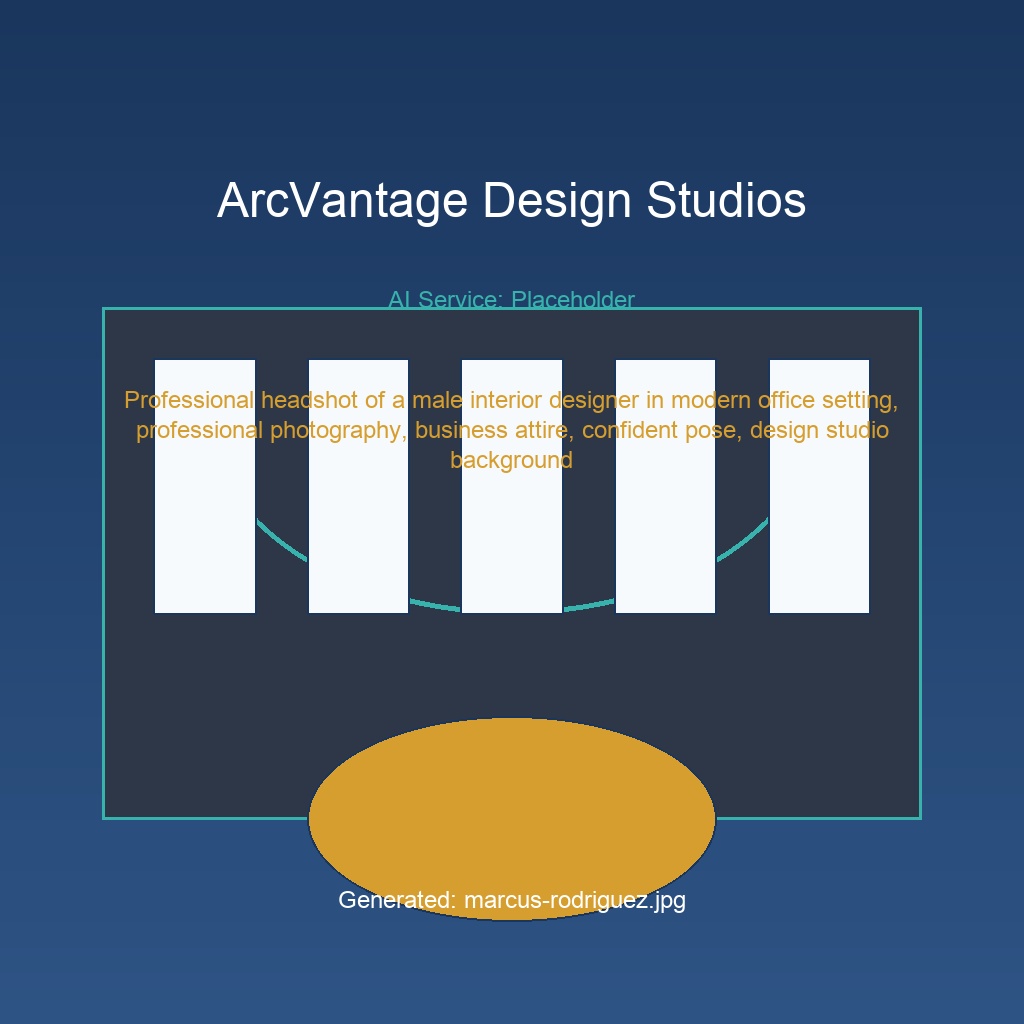 ArcVantage Design Studios
AI Service: Placeholder
Professional headshot of a male interior designer in modern office setting,
professional photography, business attire, confident pose, design studio
background
Generated: marcus-rodriguez.jpg